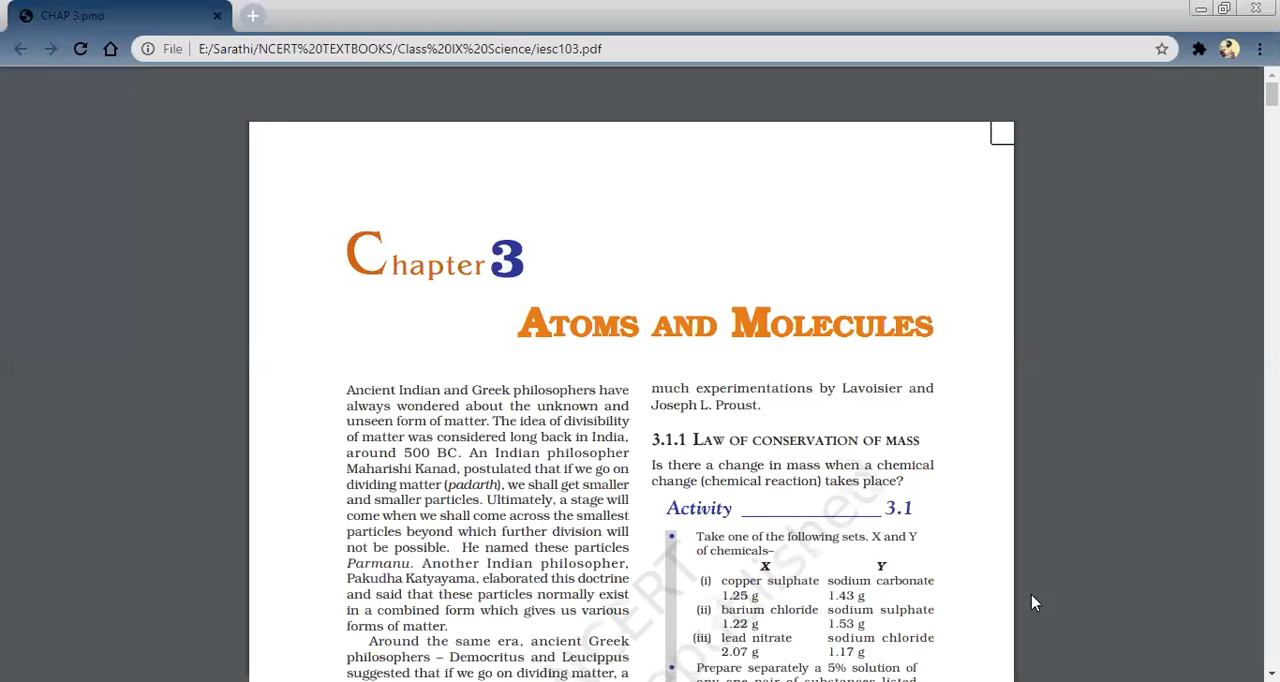 CHAP 3.pmd
File E:/Sarathi/NCERT%20TEXTBOOKS/Class%20IX%20Science/iesc103.pdf
Chapter 3
ATOMS AND MOLECULES
Ancient Indian and Greek philosophers have
always wondered about the unknown and
unseen form of matter. The idea of divisibility
of matter was considered long back in India,
around 500 BC. An Indian philosopher
Maharishi Kanad, postulated that if we go on
dividing matter (padarth), we shall get smaller
and smaller particles. Ultimately, a stage will
come when we shall come across the smallest
particles beyond which further division will
not be possible. He named these particles
Parmanu. Another Indian philosopher,
Pakudha Katyayama, elaborated this doctrine
and said that these particles normally exist
in a combined form which gives us various
forms of matter.
Around the same era, ancient Greek
philosophers – Democritus and Leucippus
suggested that if we go on dividing matter, a
much experimentations by Lavoisier and
Joseph L. Proust.
3.1.1 LAW OF CONSERVATION OF MASS
Is there a change in mass when a chemical
change (chemical reaction) takes place?
Activity ______________ 3.1
• Take one of the following sets, X and Y
of chemicals–
X Y
(i) copper sulphate sodium carbonate
1.25 g 1.43 g
(ii) barium chloride sodium sulphate
1.22 g 1.53 g
(iii) lead nitrate sodium chloride
2.07 g 1.17 g
• Prepare separately a 5% solution of
any one pair of substances listed
NCERT